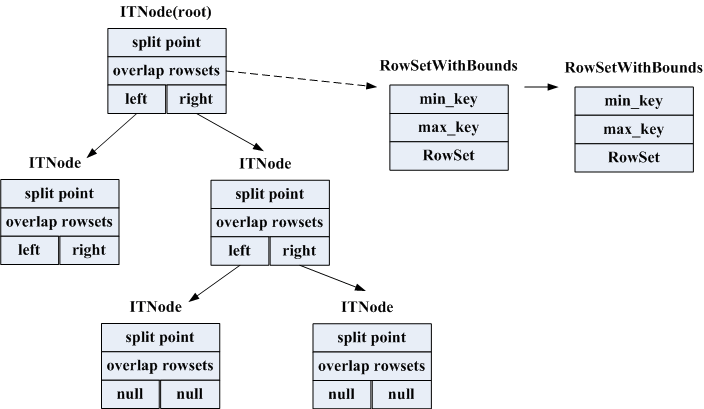 ITNode(root)
split point
overlap rowsets
left right
RowSetWithBounds
min_key
max_key
RowSet
RowSetWithBounds
min_key
max_key
RowSet
ITNode
split point
overlap rowsets
left right
ITNode
split point
overlap rowsets
left right
ITNode
split point
overlap rowsets
null null
ITNode
split point
overlap rowsets
null null